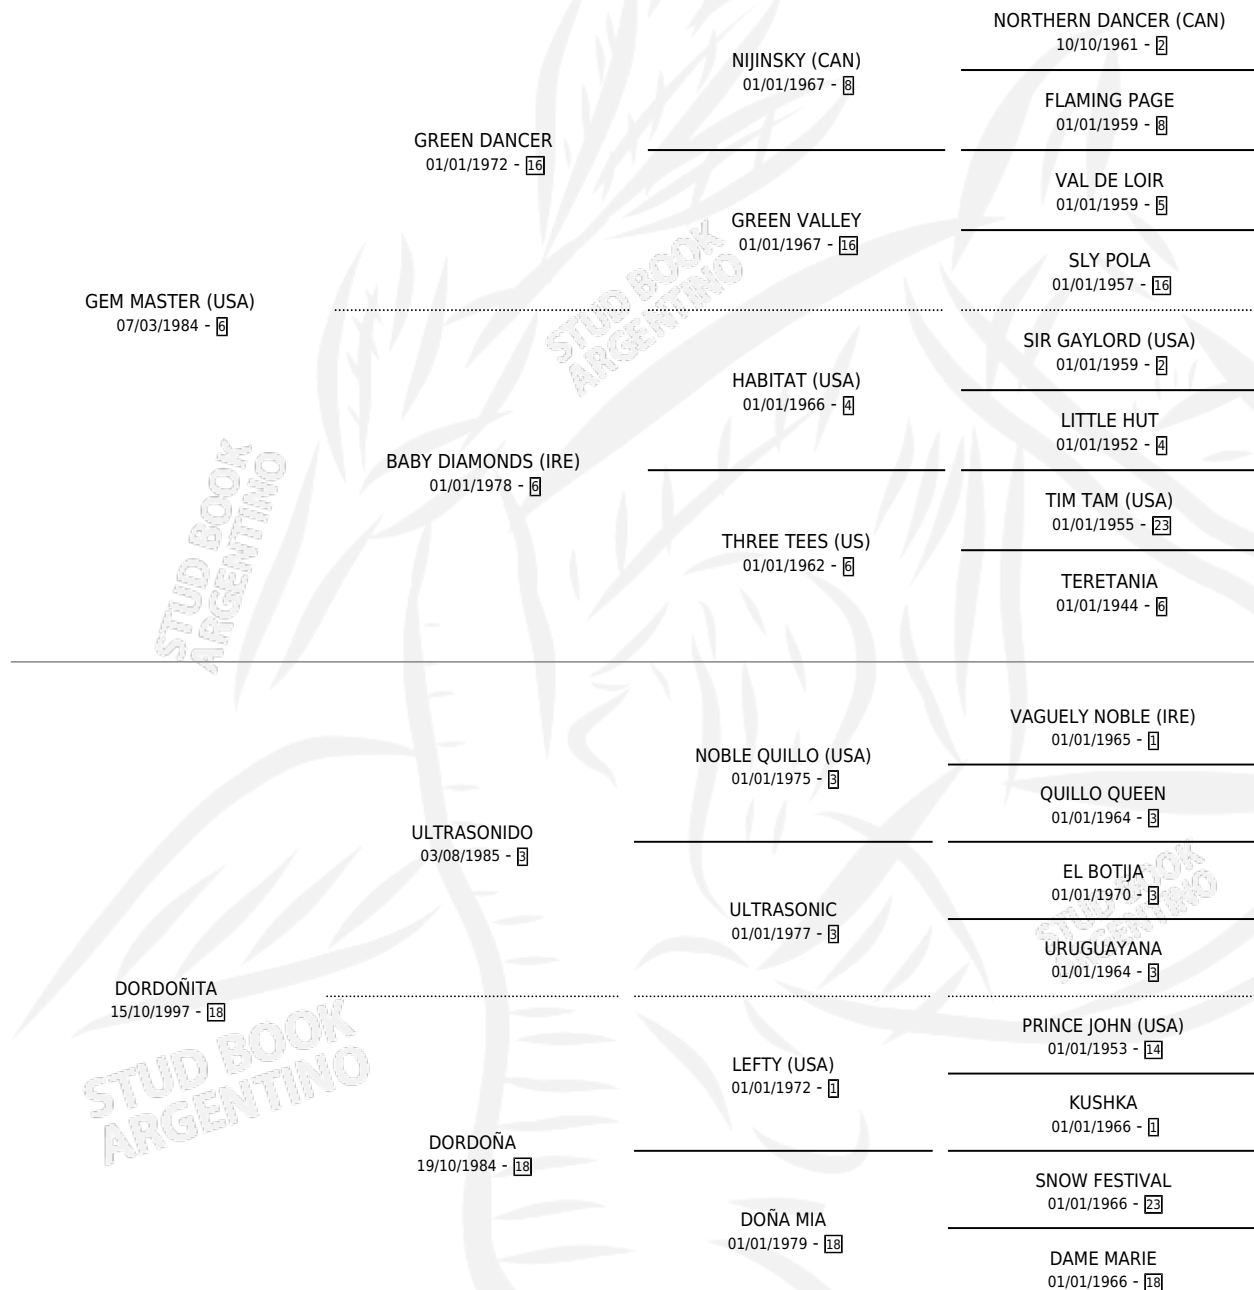 NORTHERN DANCER (CAN)
10/10/1961 - 2
NIJINSKY (CAN)
01/01/1967 - 8
FLAMING PAGE
01/01/1959 - 8
GREEN DANCER
01/01/1972 - 16
VAL DE LOIR
01/01/1959 - 5
GREEN VALLEY
01/01/1967 - 16
SLY POLA
01/01/1957 - 16
GEM MASTER (USA)
07/03/1984 - 6
SIR GAYLORD (USA)
01/01/1959 - 2
HABITAT (USA)
01/01/1966 - 4
LITTLE HUT
01/01/1952 - 4
BABY DIAMONDS (IRE)
01/01/1978 - 6
TIM TAM (USA)
01/01/1955 - 23
THREE TEES (US)
01/01/1962 - 6
TERETANIA
01/01/1944 - 6
VAGUELY NOBLE (IRE)
01/01/1965 - 1
NOBLE QUILLO (USA)
01/01/1975 - 3
QUILLO QUEEN
01/01/1964 - 3
ULTRASONIDO
03/08/1985 - 3
EL BOTIJA
01/01/1970 - 3
ULTRASONIC
01/01/1977 - 3
URUGUAYANA
01/01/1964 - 3
DORDOÑITA
15/10/1997 - 18
PRINCE JOHN (USA)
01/01/1953 - 14
LEFTY (USA)
01/01/1972 - 1
KUSHKA
01/01/1966 - 1
DORDOÑA
19/10/1984 - 18
SNOW FESTIVAL
01/01/1966 - 23
DOÑA MIA
01/01/1979 - 18
DAME MARIE
01/01/1966 - 18
STUD BOOK
ARGENTINO
STUD BOOK
ARGENTINO
STUD BOOK
ARGENTINO
STUD BOOK
ARGENTINO